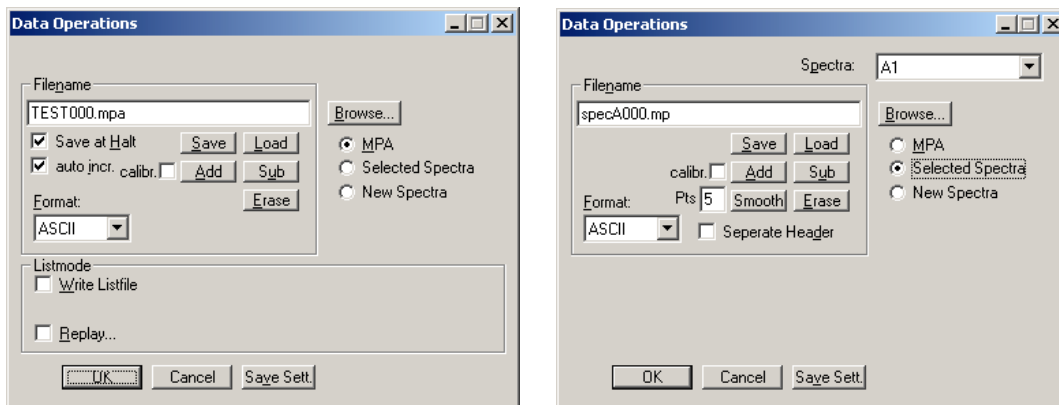 Data Operations
Filename
TEST000.mpa
Browse...
Save at Halt Save Load
MPA
auto incr. calibr. Add Sub
Selected Spectra
Format: Erase
New Spectra
ASCII
Listmode
Write Listfile
Replay...
OK Cancel Save Sett.
Data Operations
Spectra: A1
Filename
specA000.mp
Browse...
Save Load
MPA
calibr. Add Sub
Selected Spectra
Format: Pts 5 Smooth Erase
New Spectra
ASCII Seperate Header
OK Cancel Save Sett.